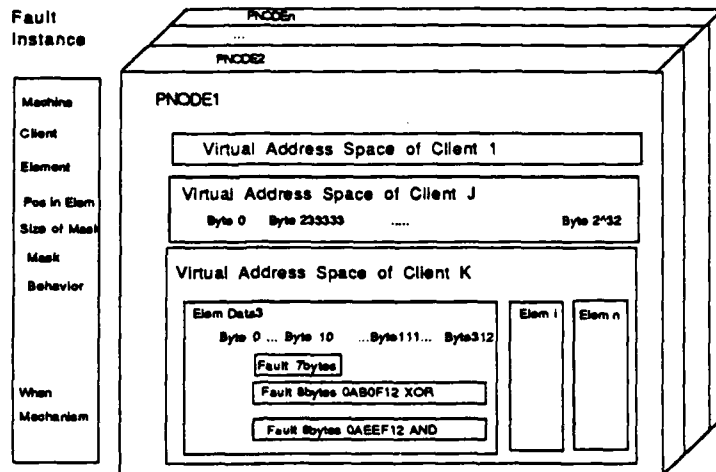 Fault
Instance
Machine
Client
Element
Pos in Elem
Size of Mask
Mask
Behavior
When
Mechanism
PNODEn
...
PNODE2
PNODE1
Virtual Address Space of Client 1
Virtual Address Space of Client J
Byte 0 Byte 233333 ..... Byte 2^32
Virtual Address Space of Client K
Elem Data3
Byte 0 ... Byte 10 ...Byte111... Byte312
Fault 7bytes
Fault 8bytes 0AB0F12 XOR
Fault 8bytes 0AEEF12 AND
Elem i
Elem n